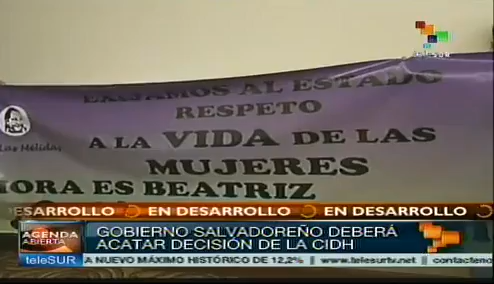 EXIJAMOS AL ESTADO
RESPETO
A LA VIDA DE LAS
MUJERES
Las Mélidas
HORA ES BEATRIZ
teleSUR
EN DESARROLLO EN DESARROLLO EN DESARROLLO
AGENDA
ABIERTA
GOBIERNO SALVADOREÑO DEBERÁ
ACATAR DECISIÓN DE LA CIDH
teleSUR
A NUEVO MÁXIMO HISTÓRICO DE 12,2% www.telesurtv.net contacteno